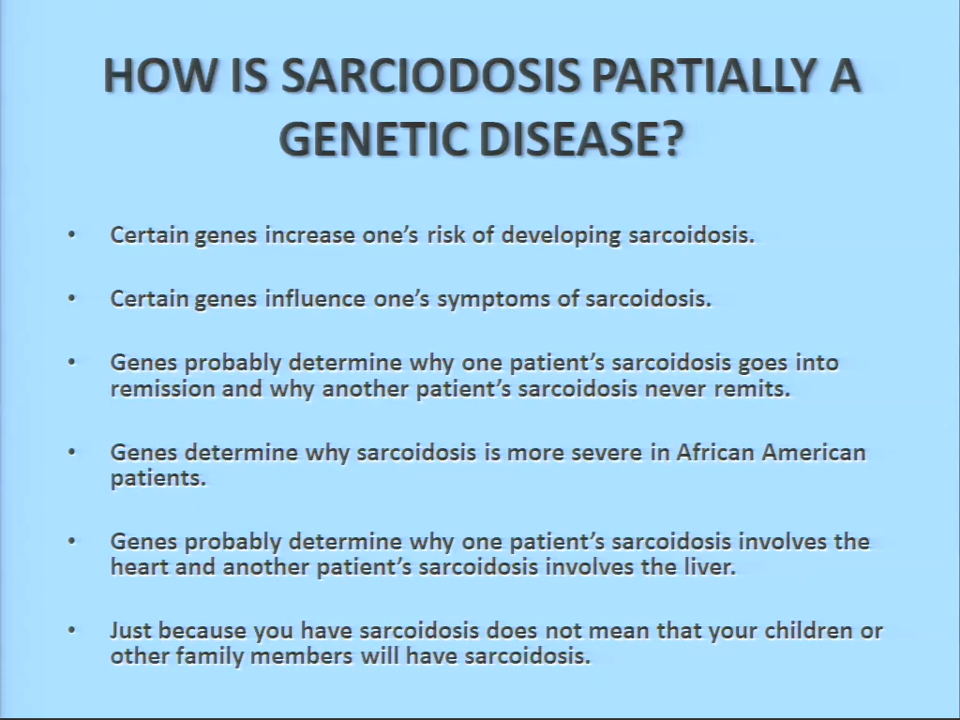 HOW IS SARCIODOSIS PARTIALLY A
GENETIC DISEASE?
• Certain genes increase one’s risk of developing sarcoidosis.
• Certain genes influence one’s symptoms of sarcoidosis.
• Genes probably determine why one patient’s sarcoidosis goes into
remission and why another patient’s sarcoidosis never remits.
• Genes determine why sarcoidosis is more severe in African American
patients.
• Genes probably determine why one patient’s sarcoidosis involves the
heart and another patient’s sarcoidosis involves the liver.
• Just because you have sarcoidosis does not mean that your children or
other family members will have sarcoidosis.